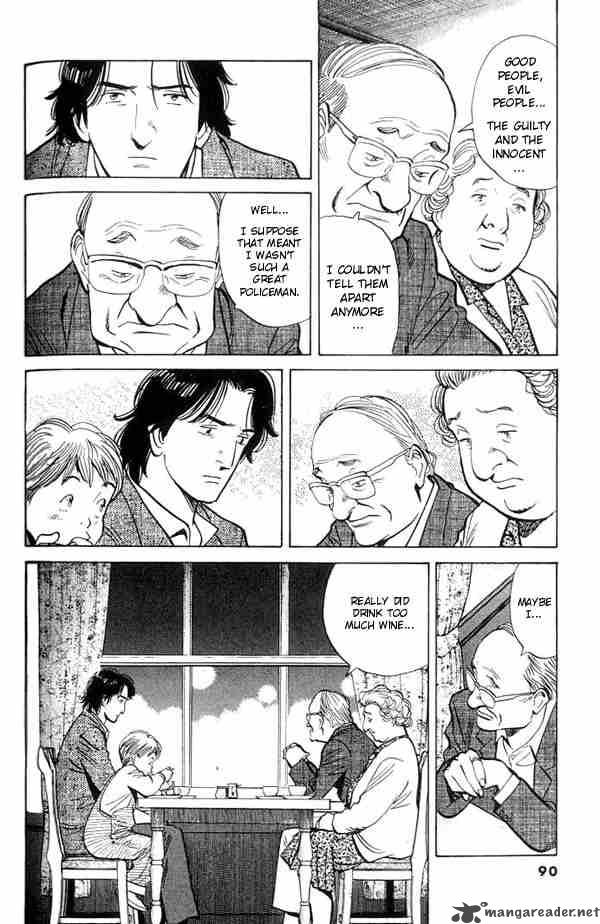 GOOD
PEOPLE,
EVIL
PEOPLE...
THE GUILTY
AND THE
INNOCENT
...
I COULDN'T
TELL THEM
APART
ANYMORE ...
WELL...
I SUPPOSE
THAT MEANT
I WASN'T
SUCH A
GREAT
POLICEMAN.
MAYBE
I...
REALLY DID
DRINK TOO
MUCH WINE...
90
mangareader.net